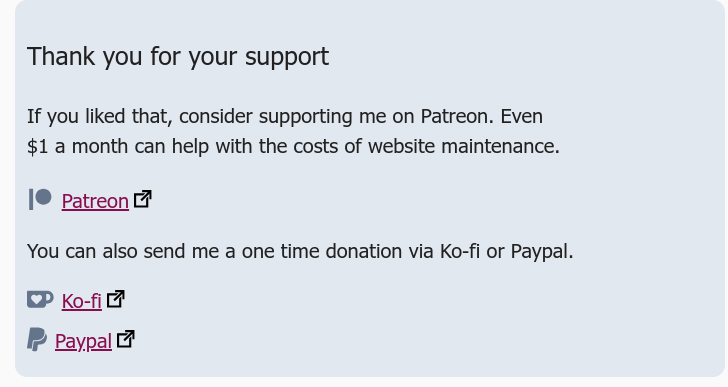 Thank you for your support
If you liked that, consider supporting me on Patreon. Even
$1 a month can help with the costs of website maintenance.
Patreon
You can also send me a one time donation via Ko-fi or Paypal.
Ko-fi
Paypal